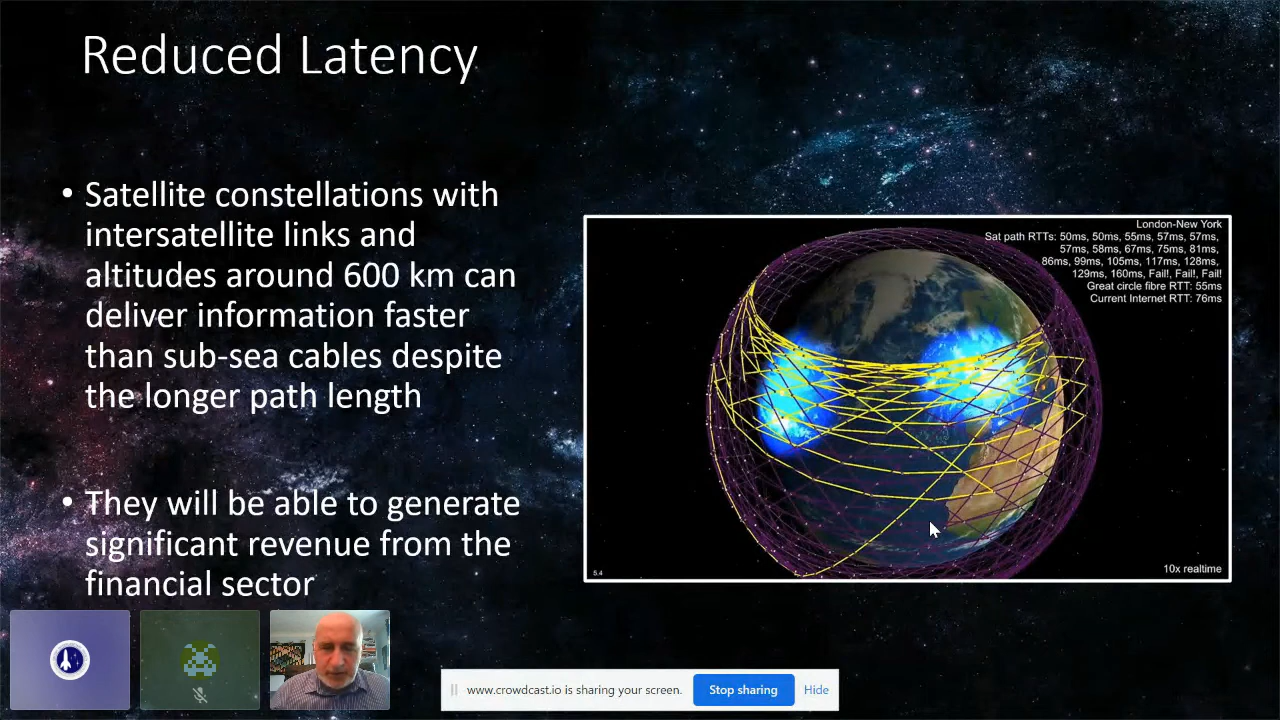 Reduced Latency
• Satellite constellations with
intersatellite links and
altitudes around 600 km can
deliver information faster
than sub-sea cables despite
the longer path length
• They will be able to generate
significant revenue from the
financial sector
London-New York
Sat path RTTs: 50ms, 50ms, 55ms, 57ms, 57ms,
57ms, 58ms, 67ms, 75ms, 81ms,
86ms, 99ms, 105ms, 117ms, 128ms,
129ms, 160ms, Fail!, Fail!, Fail!
Great circle fibre RTT: 55ms
Current Internet RTT: 76ms
5.4
10x realtime
www.crowdcast.io is sharing your screen.
Stop sharing
Hide